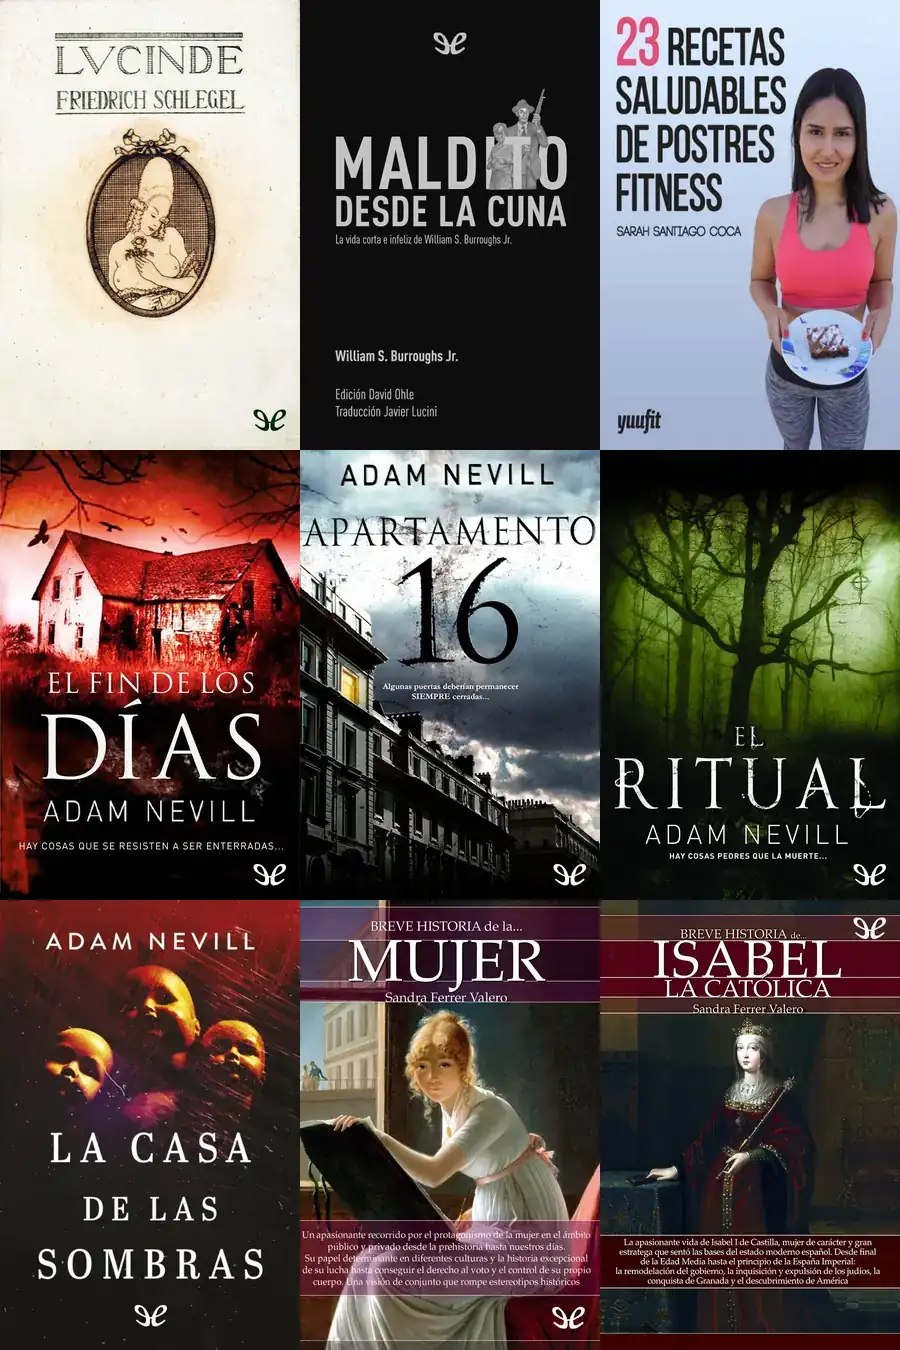 LVCINDE
FRIEDRICH SCHLEGEL
MALDITO
DESDE LA CUNA
La vida corta e infeliz de William S. Burroughs Jr.
William S. Burroughs Jr.
Edición David Ohle
Traducción Javier Lucini
23 RECETAS
SALUDABLES
DE POSTRES
FITNESS
SARAH SANTIAGO COCA
yuufit
EL FIN DE LOS
DÍAS
ADAM NEVILL
HAY COSAS QUE SE RESISTEN A SER ENTERRADAS...
ADAM NEVILL
APARTAMENTO
16
Algunas puertas deberían permanecer
SIEMPRE cerradas...
EL
RITUAL
ADAM NEVILL
HAY COSAS PEORES QUE LA MUERTE...
ADAM NEVILL
LA CASA
DE LAS
SOMBRAS
BREVE HISTORIA de la...
MUJER
Sandra Ferrer Valero
Un apasionante recorrido por el protagonismo de la mujer en el ámbito
público y privado desde la prehistoria hasta nuestros días.
Su papel determinante en diferentes culturas y la historia excepcional
de su lucha hasta conseguir el derecho al voto y el control de su propio
cuerpo. Una visión de conjunto que rompe estereotipos históricos
BREVE HISTORIA de...
ISABEL
LA CATÓLICA
Sandra Ferrer Valero
La apasionante vida de Isabel I de Castilla, mujer de carácter y gran
estratega que sentó las bases del estado moderno español. Desde final
de la Edad Media hasta el principio de la España Imperial:
la remodelación del gobierno, la inquisición y expulsión de los judíos, la
conquista de Granada y el descubrimiento de América